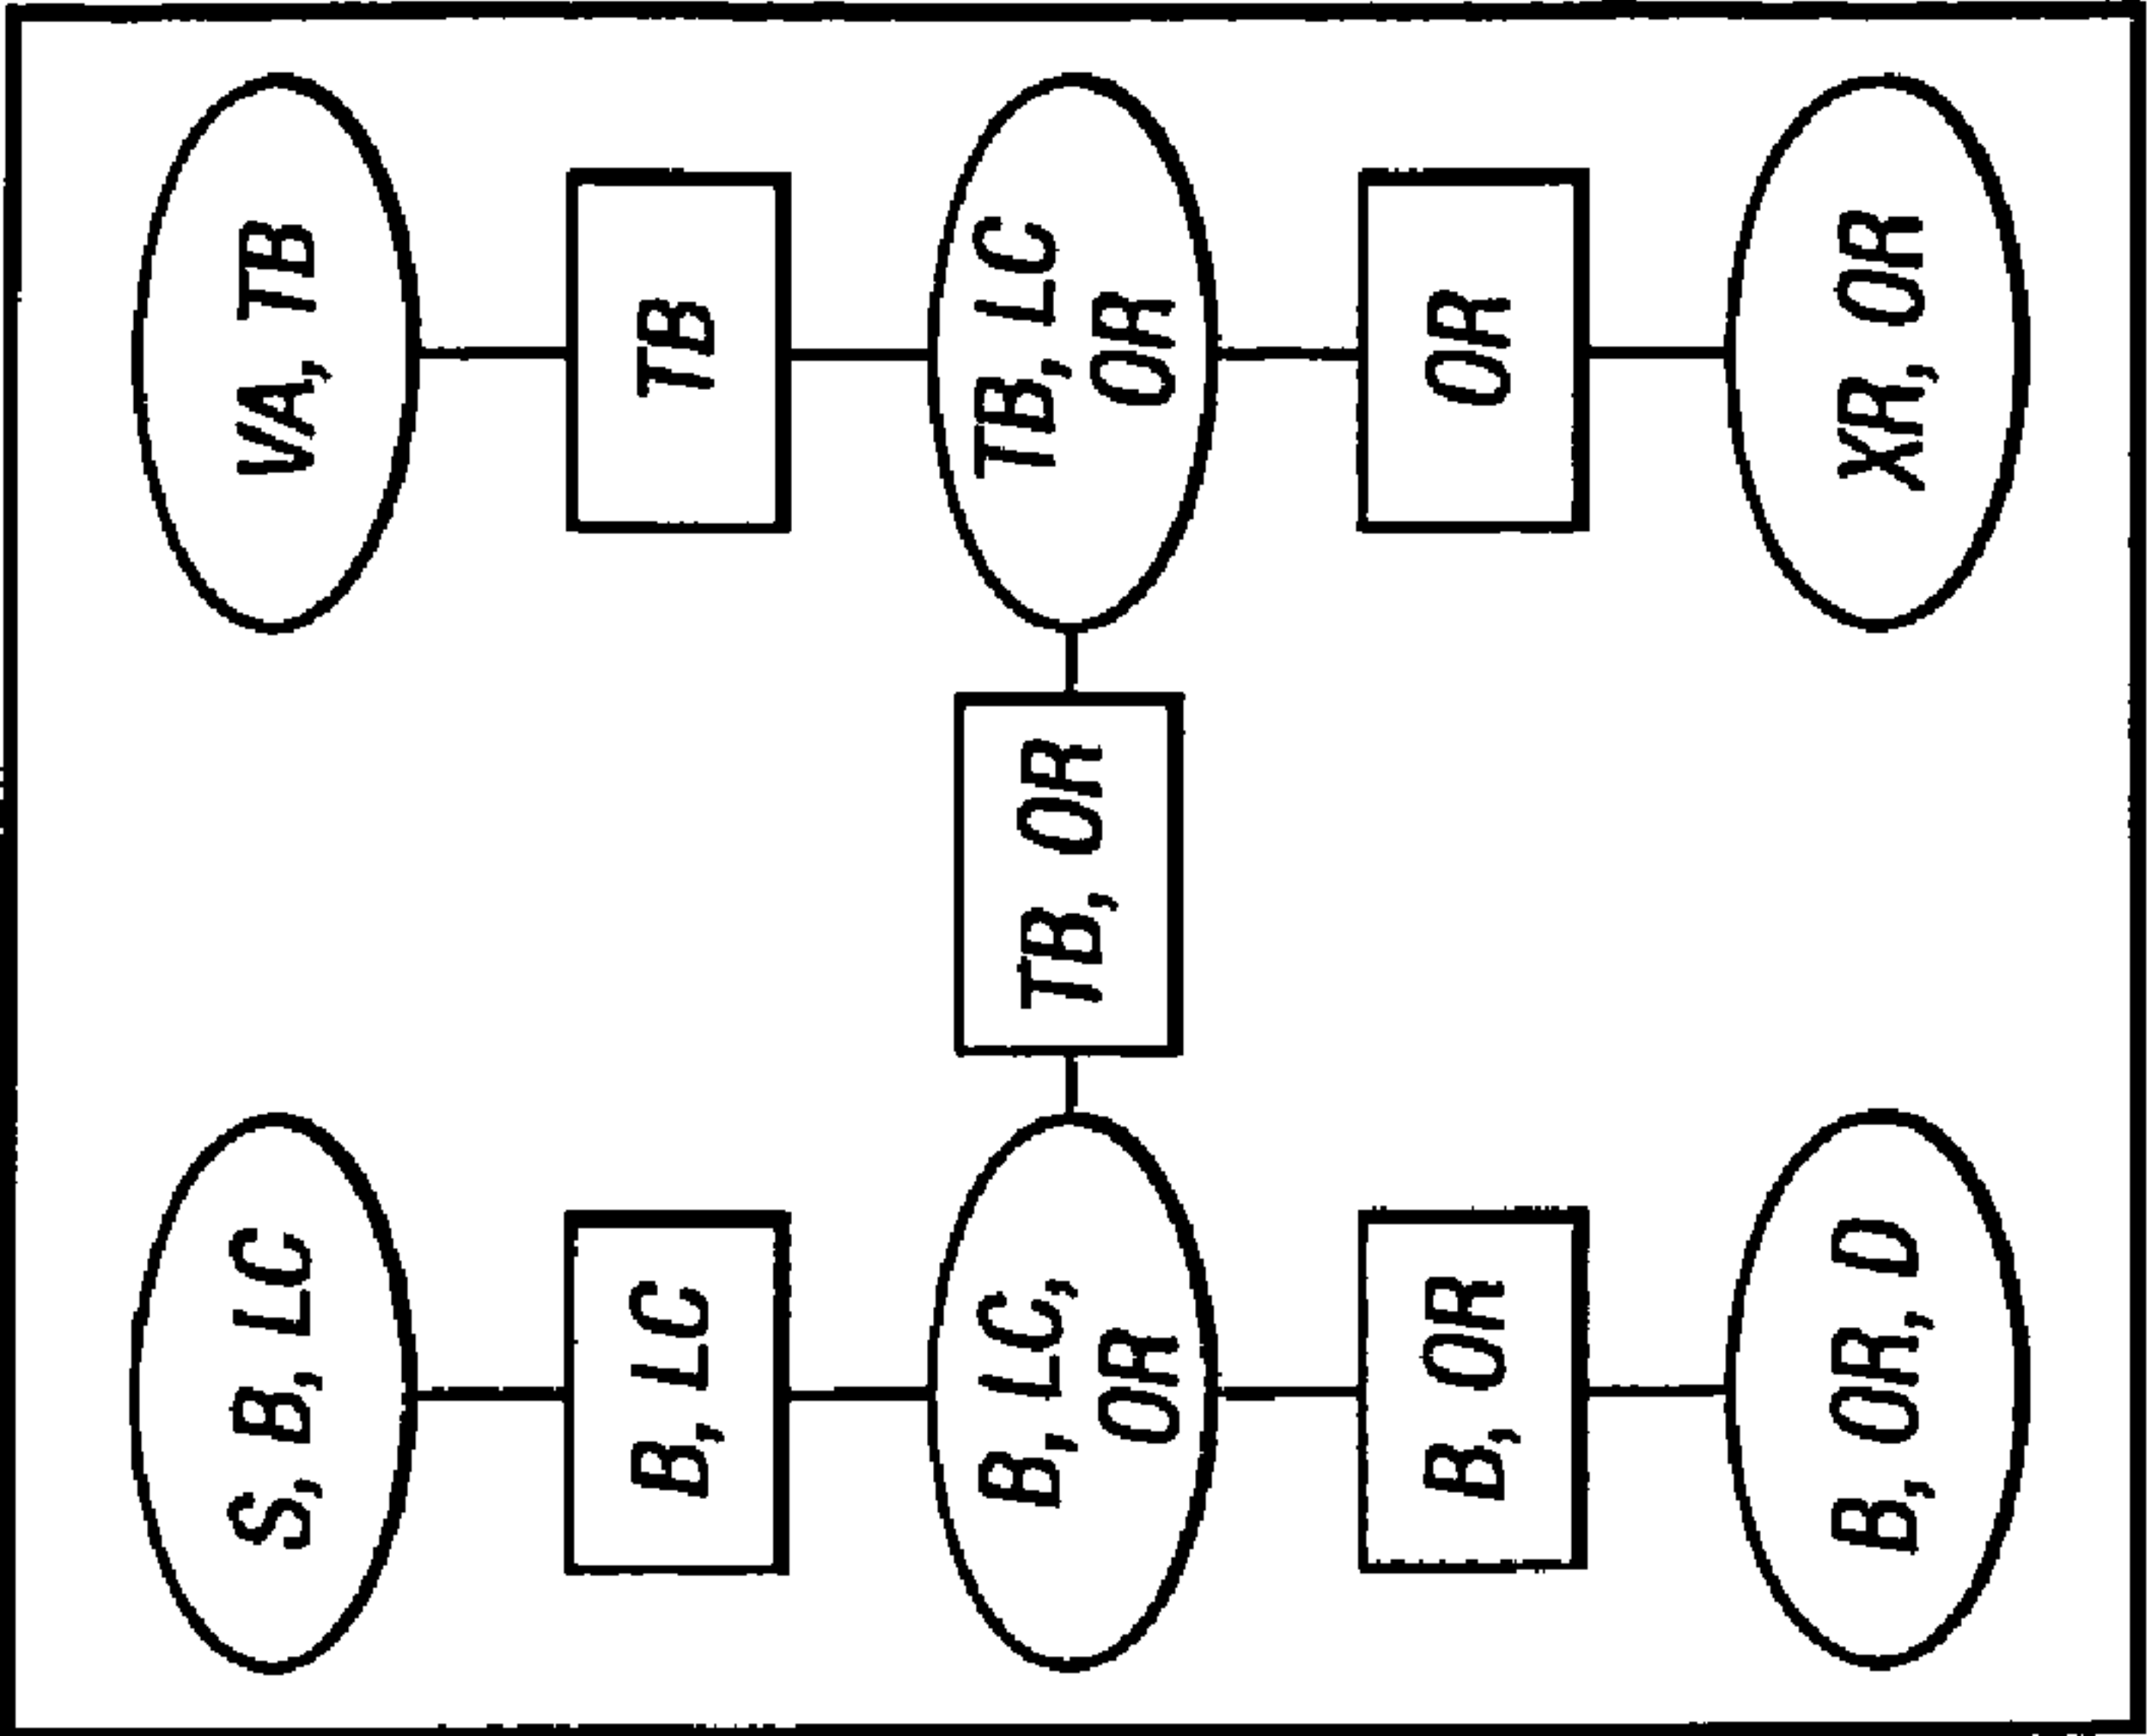 S, B, LC
VA, TB
B, LC
TB
B, LC,
OR
TB, OR
TB, LC
OR
B, OR
OR
B, OR, D
XR, OR